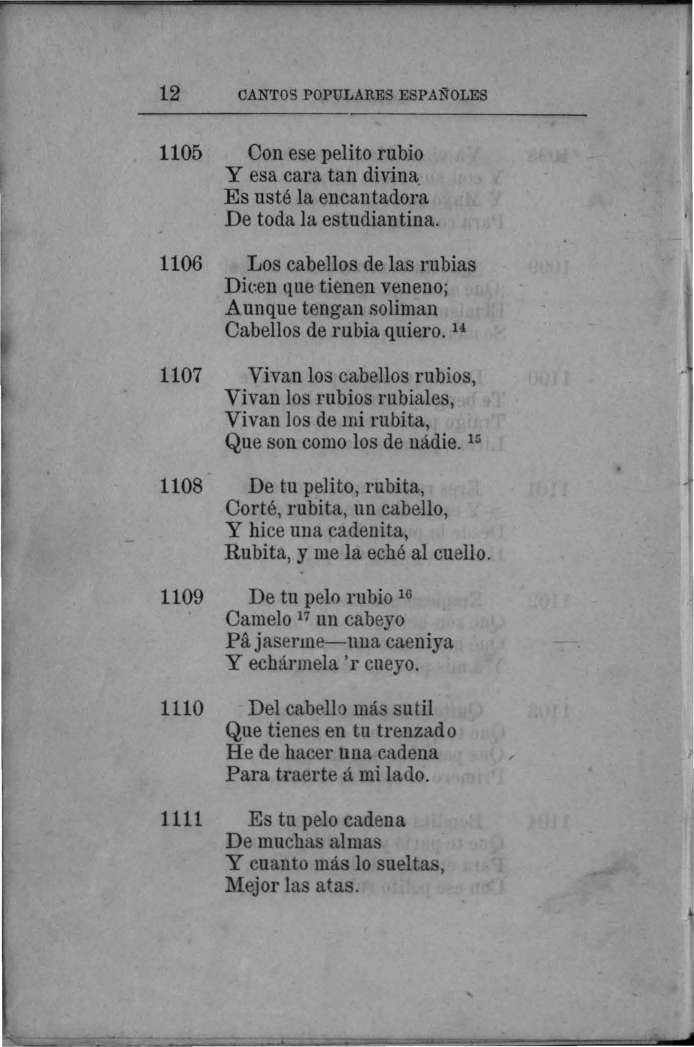 12 CANTOS POPULARES ESPAÑOLES
1105 Con ese pelito rubio
Y esa cara tan divina
Es usté la encantadora
De toda la estudiantina.
1106 Los cabellos de las rubias
Dicen que tienen veneno;
Aunque tengan soliman
Cabellos de rubia quiero. 14
1107 Vivan los cabellos rubios,
Vivan los rubios rubiales,
Vivan los de mi rubita,
Que son como los de nádie. 15
1108 De tu pelito, rubita,
Corté, rubita, un cabello,
Y hice una cadenita,
Rubita, y me la eché al cuello.
1109 De tu pelo rubio 16
Camelo 17 un cabeyo
Pâ jaserme—una caeniya
Y echármela 'r cueyo.
1110 Del cabello más sutil
Que tienes en tu trenzado
He de hacer una cadena
Para traerte á mi lado.
1111 Es tu pelo cadena
De muchas almas
Y cuanto más lo sueltas,
Mejor las atas.